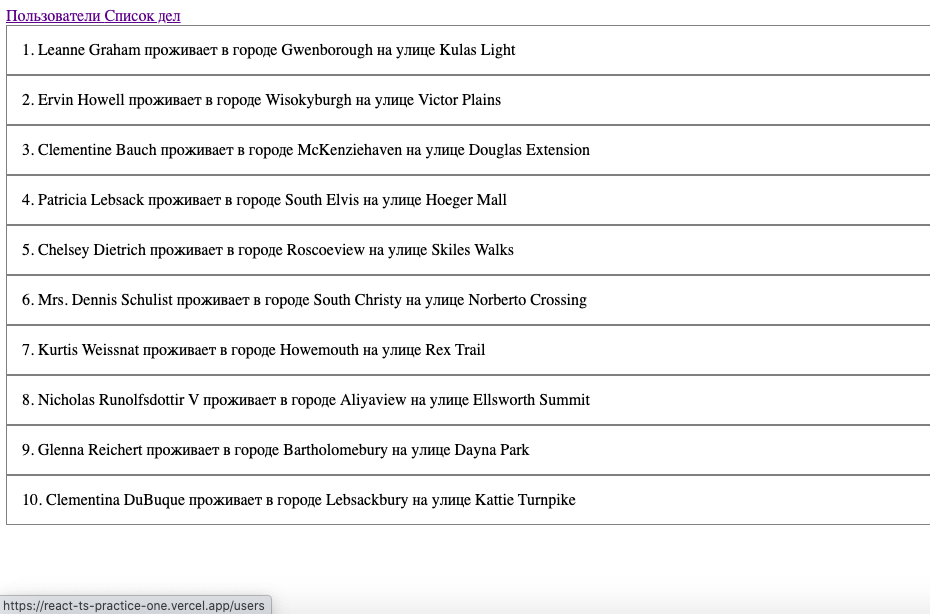 Пользователи Список дел
1. Leanne Graham проживает в городе Gwenborough на улице Kulas Light
2. Ervin Howell проживает в городе Wisokyburgh на улице Victor Plains
3. Clementine Bauch проживает в городе McKenziehaven на улице Douglas Extension
4. Patricia Lebsack проживает в городе South Elvis на улице Hoeger Mall
5. Chelsey Dietrich проживает в городе Roscoeview на улице Skiles Walks
6. Mrs. Dennis Schulist проживает в городе South Christy на улице Norberto Crossing
7. Kurtis Weissnat проживает в городе Howemouth на улице Rex Trail
8. Nicholas Runolfsdottir V проживает в городе Aliyaview на улице Ellsworth Summit
9. Glenna Reichert проживает в городе Bartholomebury на улице Dayna Park
10. Clementina DuBuque проживает в городе Lebsackbury на улице Kattie Turnpike
https://react-ts-practice-one.vercel.app/users